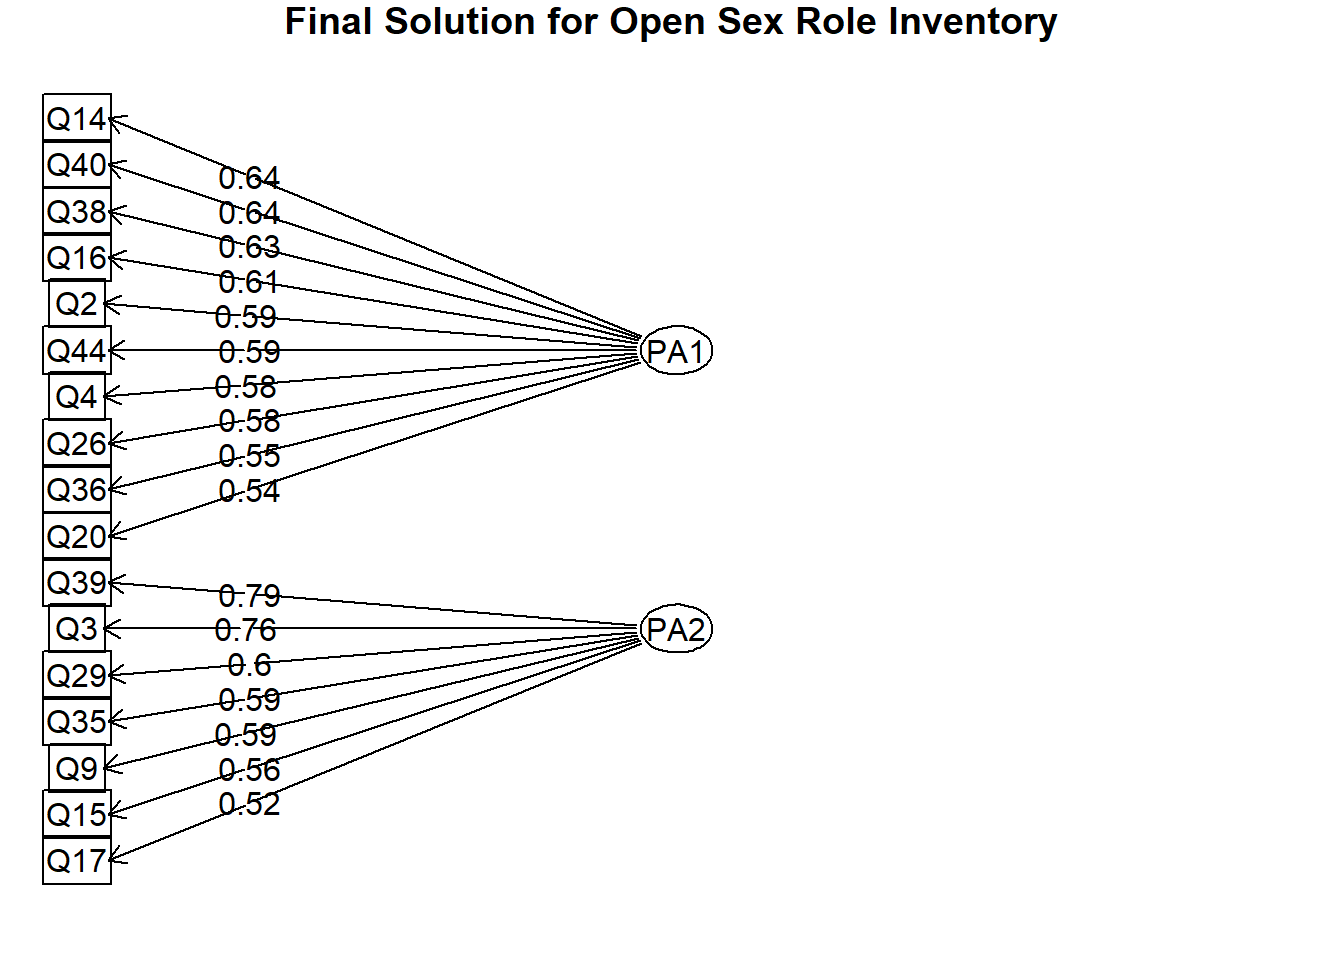 Final Solution for Open Sex Role Inventory
Q14
Q40
Q38
Q16
Q2
Q44
Q4
Q26
Q36
Q20
Q39
Q3
Q29
Q35
Q9
Q15
Q17
0.64
0.64
0.63
0.61
0.59
0.59
0.58
0.58
0.55
0.54
0.79
0.76
0.6
0.59
0.59
0.56
0.52
PA1
PA2